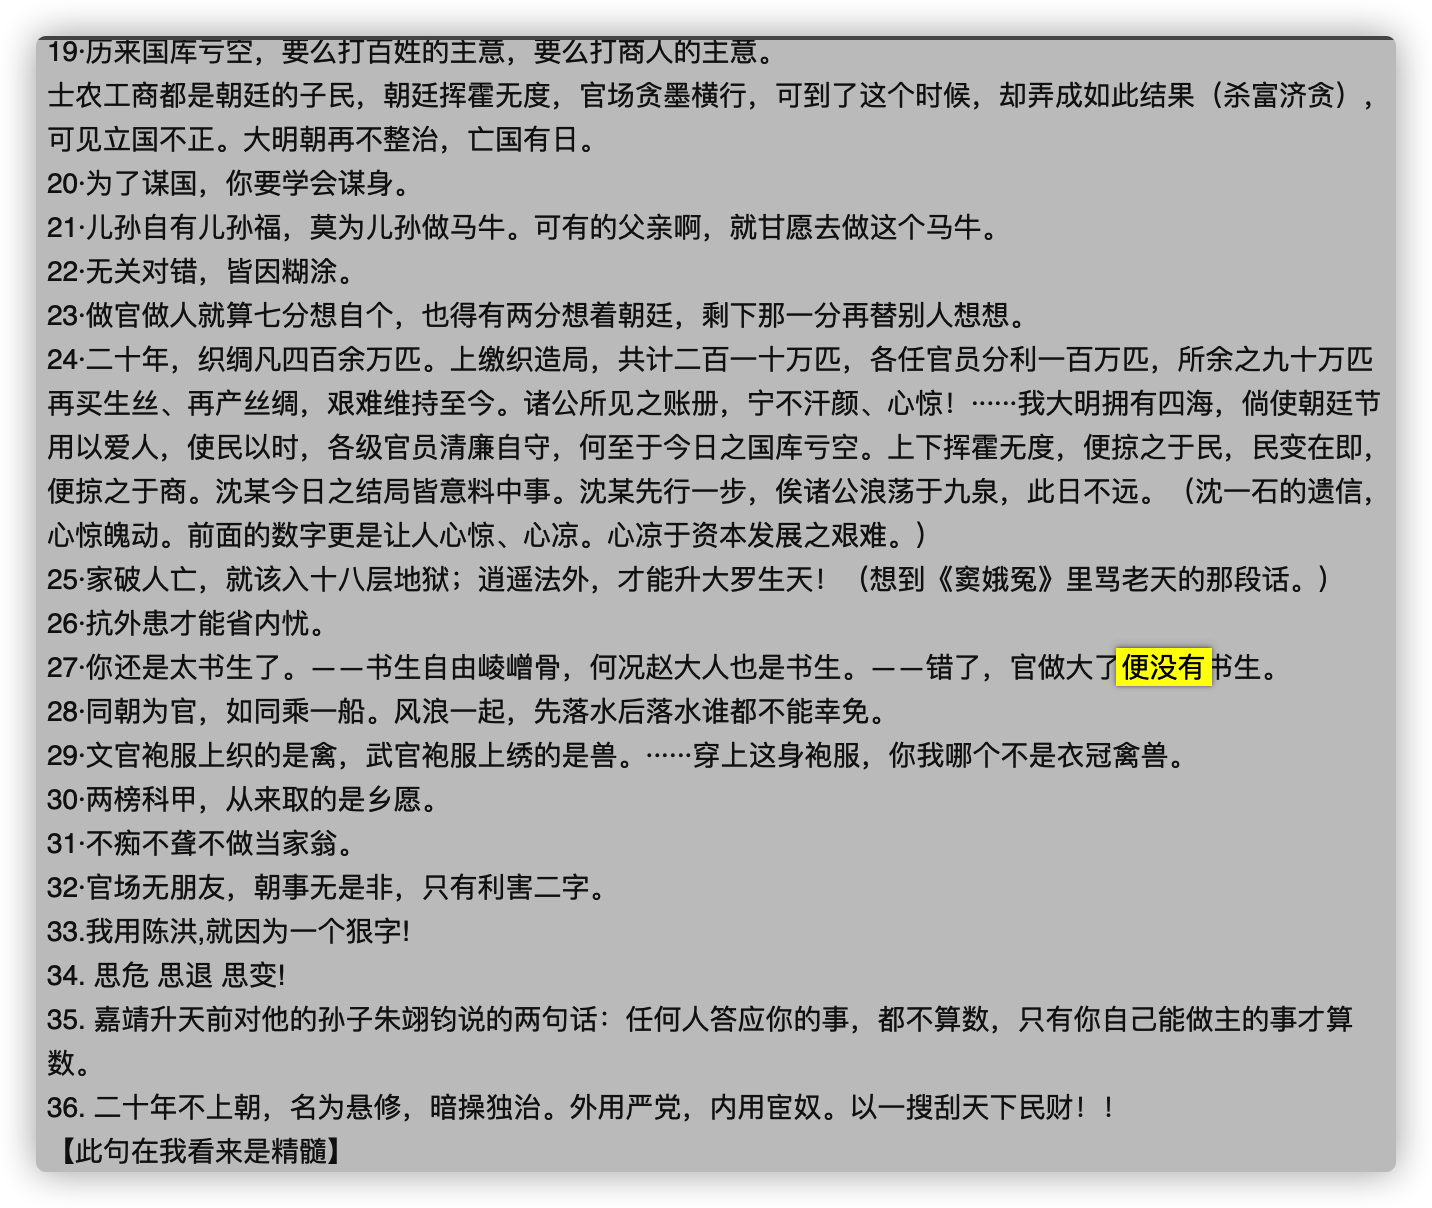 19·历来国库亏空，要么打百姓的主意，要么打商人的主意。
士农工商都是朝廷的子民，朝廷挥霍无度，官场贪墨横行，可到了这个时候，却弄成如此结果（杀富济贪），
可见立国不正。大明朝再不整治，亡国有日。
20·为了谋国，你要学会谋身。
21·儿孙自有儿孙福，莫为儿孙做马牛。可有的父亲啊，就甘愿去做这个马牛。
22·无关对错，皆因糊涂。
23·做官做人就算七分想自个，也得有两分想着朝廷，剩下那一分再替别人想想。
24·二十年，织绸凡四百余万匹。上缴织造局，共计二百一十万匹，各任官员分利一百万匹，所余之九十万匹
再买生丝、再产丝绸，艰难维持至今。诸公所见之账册，宁不汗颜、心惊！······我大明拥有四海，倘使朝廷节
用以爱人，使民以时，各级官员清廉自守，何至于今日之国库亏空。上下挥霍无度，便掠之于民，民变在即，
便掠之于商。沈某今日之结局皆意料中事。沈某先行一步，俟诸公浪荡于九泉，此日不远。（沈一石的遗信，
心惊魄动。前面的数字更是让人心惊、心凉。心凉于资本发展之艰难。）
25·家破人亡，就该入十八层地狱；逍遥法外，才能升大罗生天！（想到《窦娥冤》里骂老天的那段话。）
26·抗外患才能省内忧。
27·你还是太书生了。——书生自由崚嶒骨，何况赵大人也是书生。——错了，官做大了便没有书生。
28·同朝为官，如同乘一船。风浪一起，先落水后落水谁都不能幸免。
29·文官袍服上织的是禽，武官袍服上绣的是兽。······穿上这身袍服，你我哪个不是衣冠禽兽。
30·两榜科甲，从来取的是乡愿。
31·不痴不聋不做当家翁。
32·官场无朋友，朝事无是非，只有利害二字。
33.我用陈洪,就因为一个狠字!
34. 思危 思退 思变!
35. 嘉靖升天前对他的孙子朱翊钧说的两句话：任何人答应你的事，都不算数，只有你自己能做主的事才算
数。
36. 二十年不上朝，名为悬修，暗操独治。外用严党，内用宦奴。以一搜刮天下民财！！
【此句在我看来是精髓】